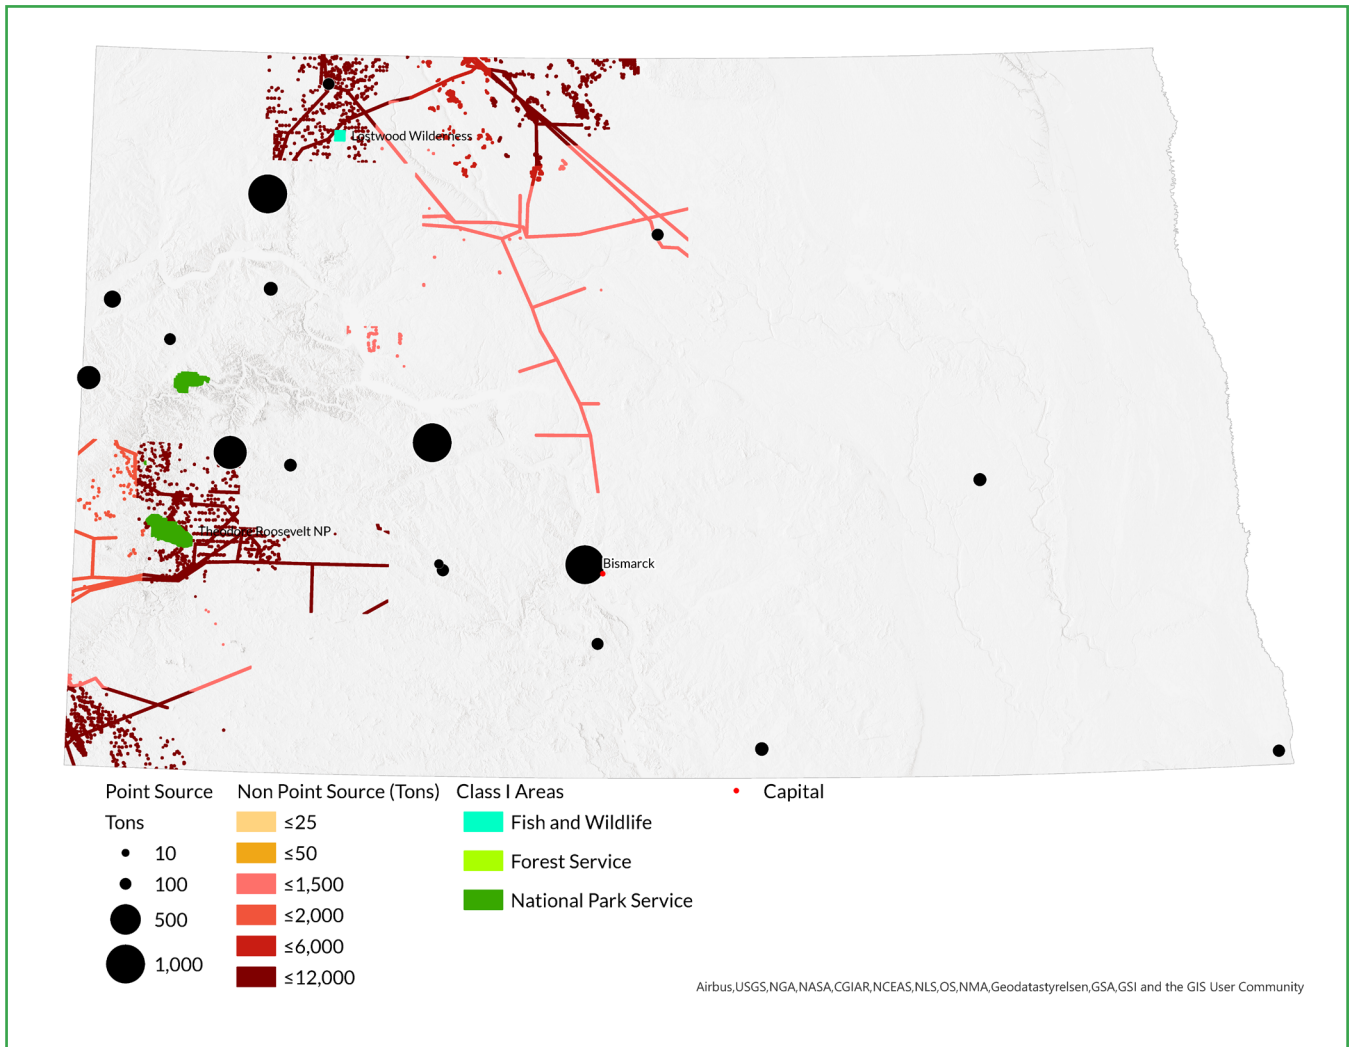 Lostwood Wilderness
Theodore Roosevelt NP
Bismarck
Point Source
Tons
10
100
500
1,000
Non Point Source (Tons)
≤25
≤50
≤1,500
≤2,000
≤6,000
≤12,000
Class I Areas
Fish and Wildlife
Forest Service
National Park Service
Capital
Airbus,USGS,NGA,NASA,CGIAR,NCEAS,NLS,OS,NMA,Geodatastyrelsen,GSA,GSI and the GIS User Community